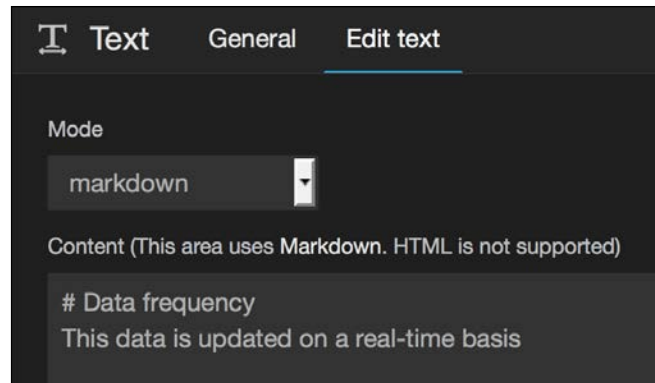 Text General Edit text
Mode
markdown
Content (This area uses Markdown. HTML is not supported)
# Data frequency
This data is updated on a real-time basis